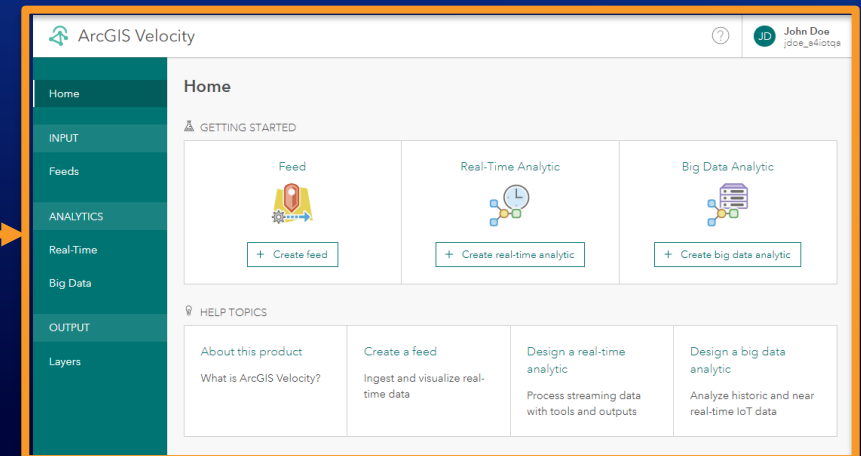 ArcGIS Velocity
?
JD
John Doe
jdoe_a4iotqa
Home
INPUT
Feeds
ANALYTICS
Real-Time
Big Data
OUTPUT
Layers
Home
GETTING STARTED
Feed
Real-Time Analytic
Big Data Analytic
+ Create feed
+ Create real-time analytic
+ Create big data analytic
HELP TOPICS
About this product
What is ArcGIS Velocity?
Create a feed
Ingest and visualize real-
time data
Design a real-time
analytic
Process streaming data
with tools and outputs
Design a big data
analytic
Analyze historic and near
real-time IoT data